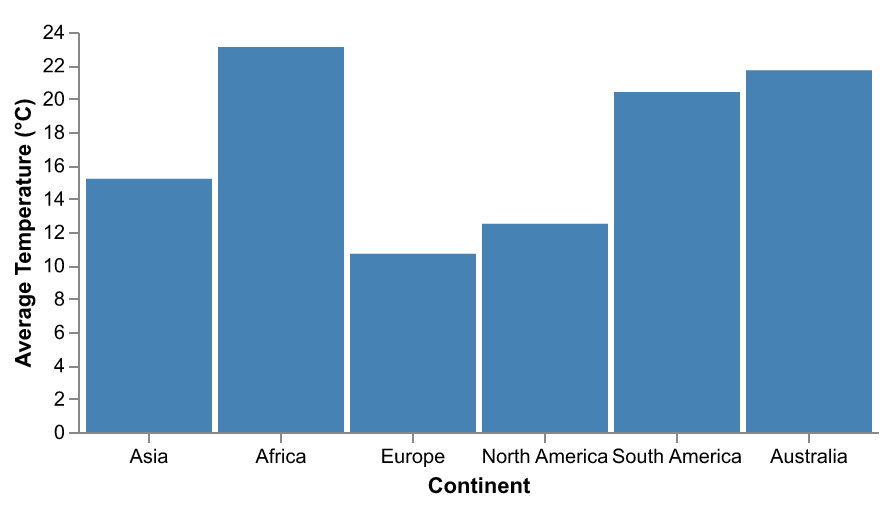 24
22
20
18
16
14
12
10
8
6
4
2
0
Average Temperature (°C)
Asia
Africa
Europe
North America
South America
Australia
Continent